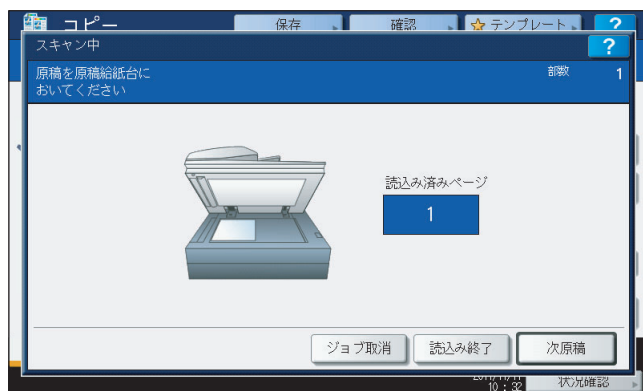 コピー
保存
確認
テンプレート
?
スキャン中
?
原稿を原稿給紙台に
おいてください
部数 1
読込み済みページ
1
ジョブ取消
読込み終了
次原稿
10:32
状況確認